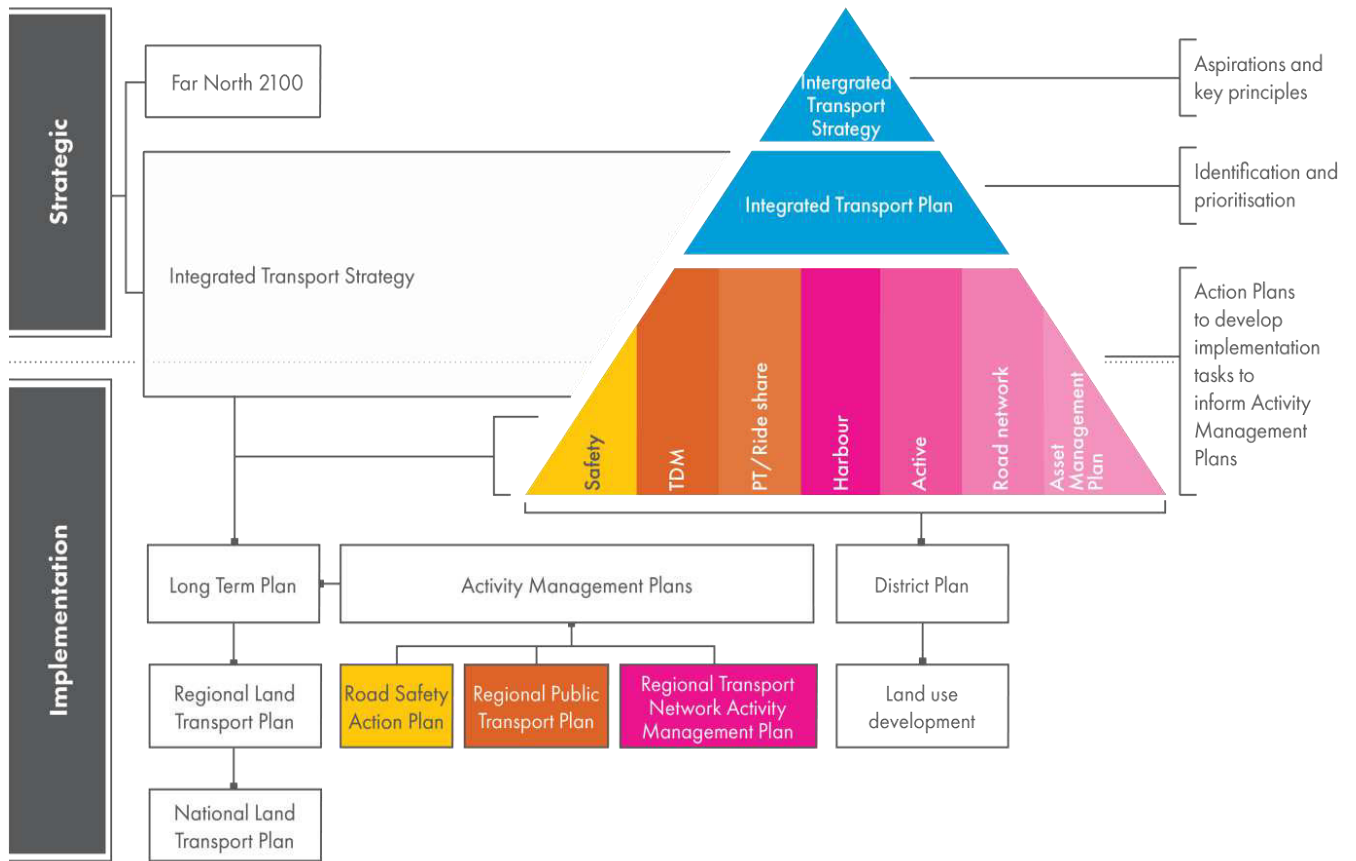 Strategic
Far North 2100
Integrated Transport Strategy
Intergrated
Transport
Strategy
Integrated Transport Plan
Aspirations and
key principles
Identification and
prioritisation
Action Plans
to develop
implementation
tasks to
inform Activity
Management
Plans
Safety
TDM
PT/Ride share
Harbour
Active
Road network
Asset
Management
Plan
Implementation
Long Term Plan
Activity Management Plans
District Plan
Regional Land
Transport Plan
Road Safety
Action Plan
Regional Public
Transport Plan
Regional Transport
Network Activity
Management Plan
Land use
development
National Land
Transport Plan